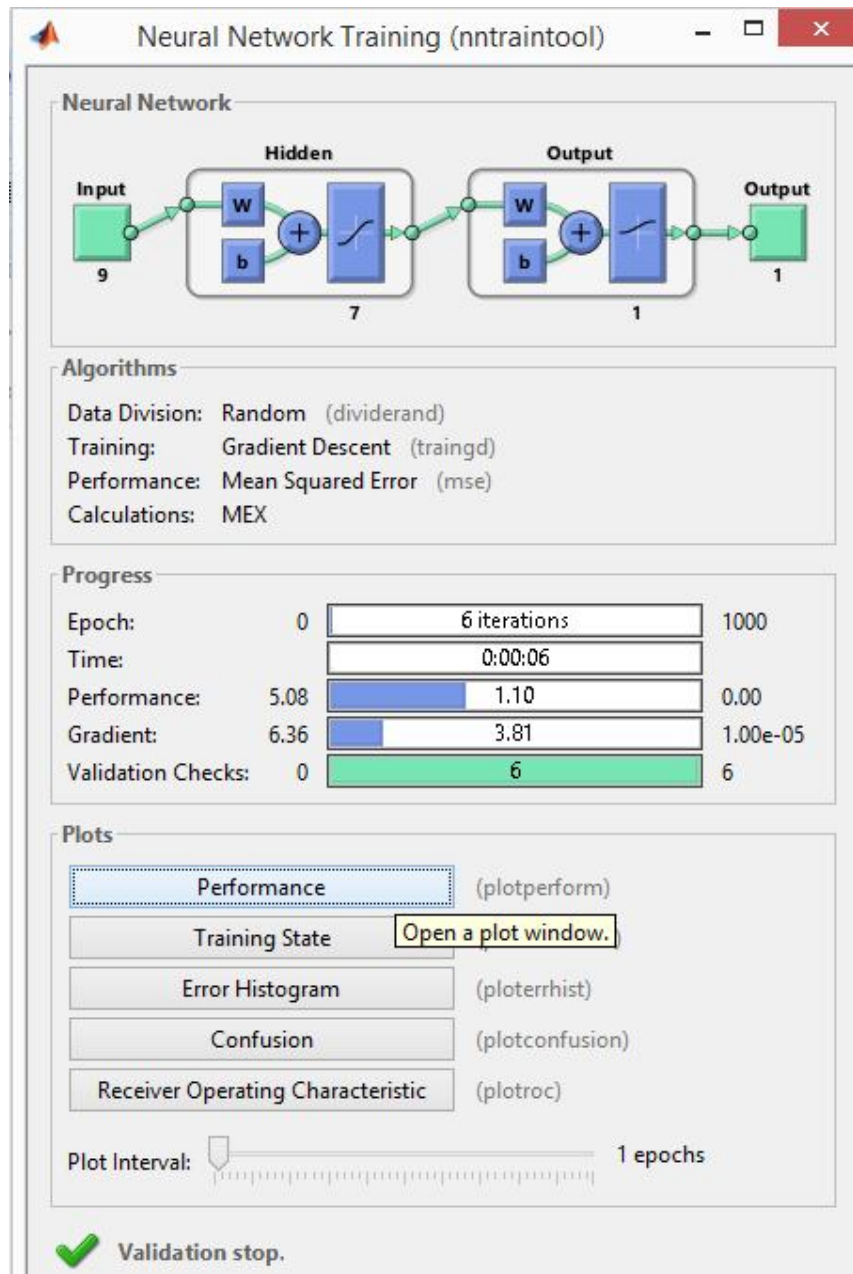 Neural Network Training (nntraintool)
Neural Network
Hidden
Output
Input
Output
W
b
+
W
b
+
9
7
1
1
Algorithms
Data Division: Random (dividerand)
Training: Gradient Descent (traingd)
Performance: Mean Squared Error (mse)
Calculations: MEX
Progress
Epoch: 0 6 iterations 1000
Time: 0:00:06
Performance: 5.08 1.10 0.00
Gradient: 6.36 3.81 1.00e-05
Validation Checks: 0 6 6
Plots
Performance (plotperform)
Training State Open a plot window. )
Error Histogram (ploterrhist)
Confusion (plotconfusion)
Receiver Operating Characteristic (plotroc)
Plot Interval: 1 epochs
Validation stop.